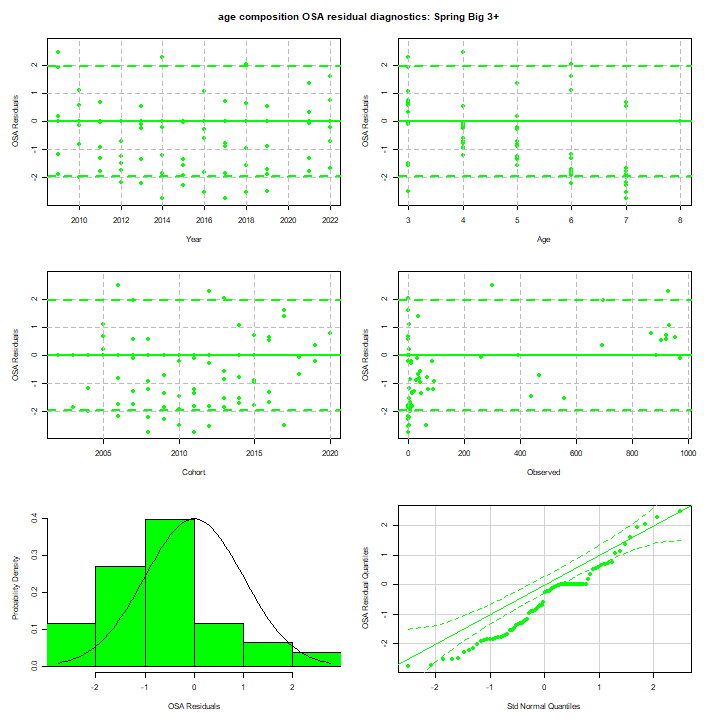 age composition OSA residual diagnostics: Spring Big 3+
OSA Residuals
2
1
0
-1
-2
2010 2012 2014 2016 2018 2020 2022
Year
OSA Residuals
2
1
0
-1
-2
3 4 5 6 7 8
Age
OSA Residuals
2
1
0
-1
-2
2005 2010 2015 2020
Cohort
OSA Residuals
2
1
0
-1
-2
0 200 400 600 800 1000
Observed
Probability Density
0.4
0.3
0.2
0.1
0.0
-2 -1 0 1 2
OSA Residuals
OSA Residual Quantiles
2
1
0
-1
-2
-2 -1 0 1 2
Std Normal Quantiles